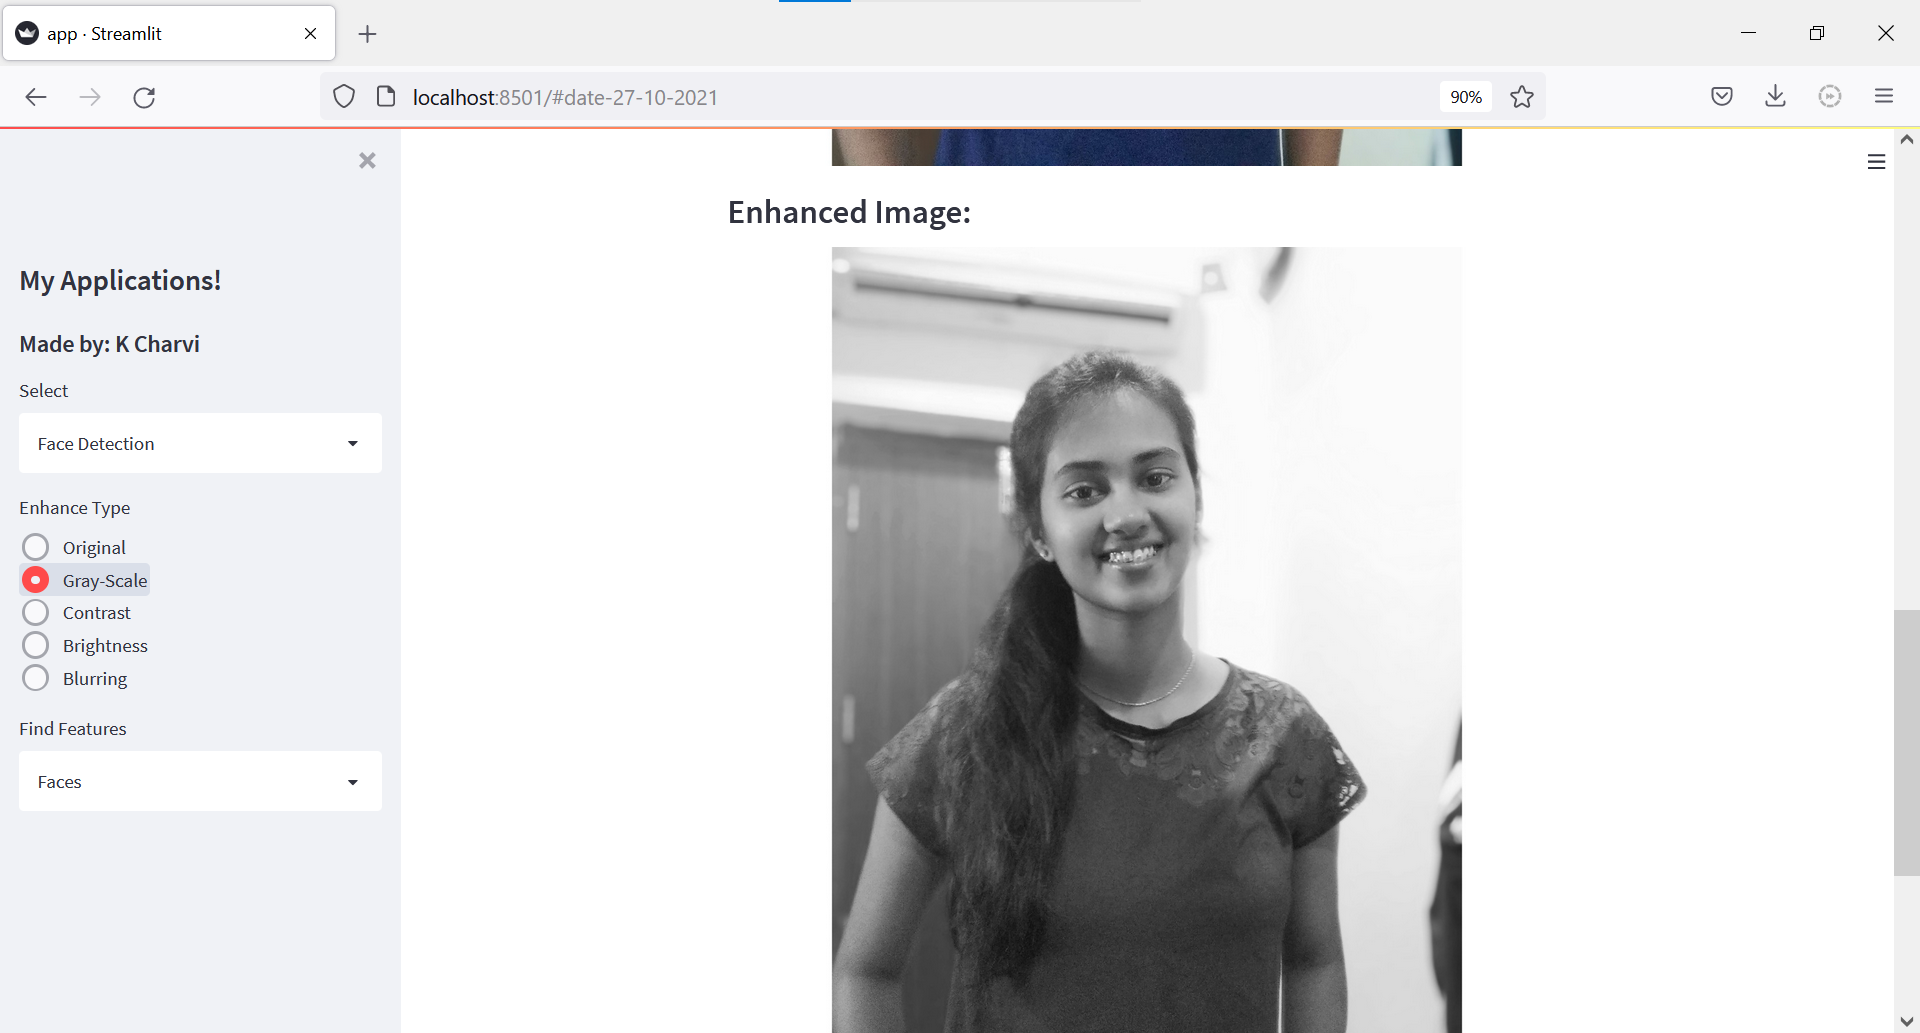 app · Streamlit
localhost:8501/#date-27-10-2021
90%
My Applications!
Made by: K Charvi
Select
Face Detection
Enhance Type
Original
Gray-Scale
Contrast
Brightness
Blurring
Find Features
Faces
Enhanced Image: